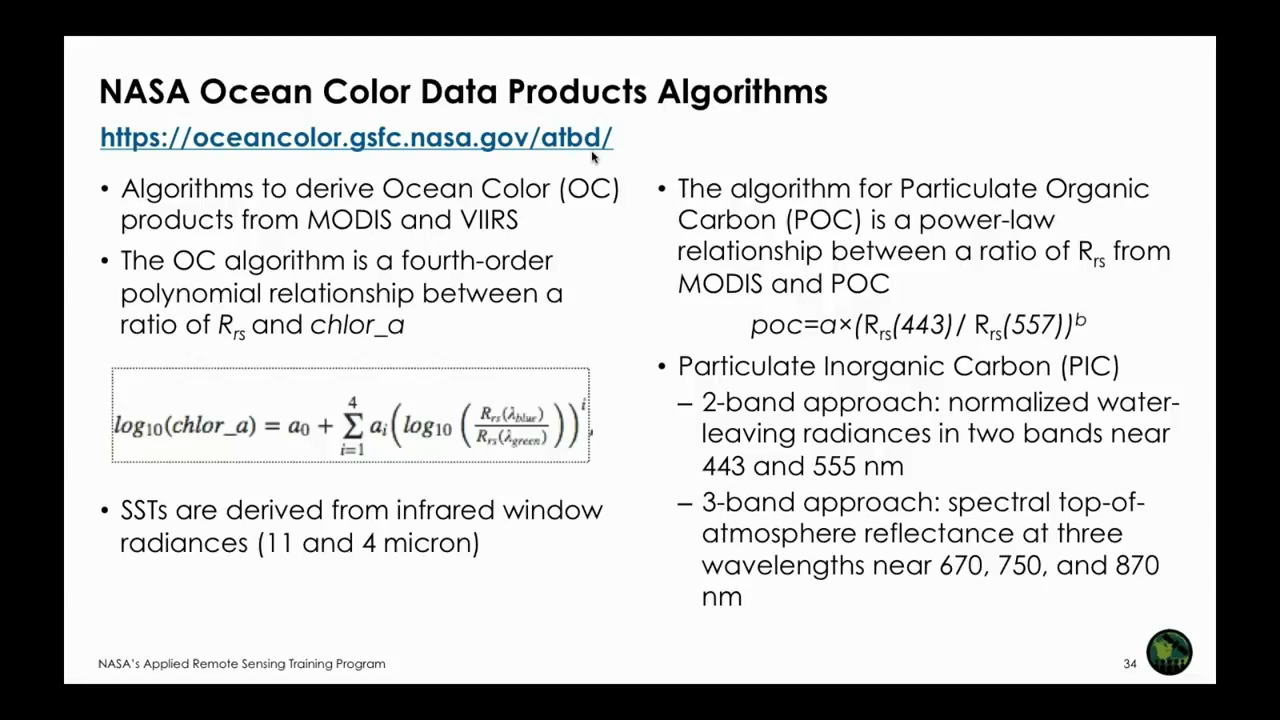 NASA Ocean Color Data Products Algorithms
https://oceancolor.gsfc.nasa.gov/atbd/
• Algorithms to derive Ocean Color (OC)
products from MODIS and VIIRS
• The OC algorithm is a fourth-order
polynomial relationship between a
ratio of Rrs and chlor_a
log10(chlor_a) = a0 + ∑_{i=1}^{4} ai(log10(Rrs(λblue)/Rrs(λgreen)))^i,
• SSTs are derived from infrared window
radiances (11 and 4 micron)
• The algorithm for Particulate Organic
Carbon (POC) is a power-law
relationship between a ratio of Rrs from
MODIS and POC
poc=a×(Rrs(443)/ Rrs(557))^b
• Particulate Inorganic Carbon (PIC)
– 2-band approach: normalized water-
leaving radiances in two bands near
443 and 555 nm
– 3-band approach: spectral top-of-
atmosphere reflectance at three
wavelengths near 670, 750, and 870
nm
NASA's Applied Remote Sensing Training Program
34